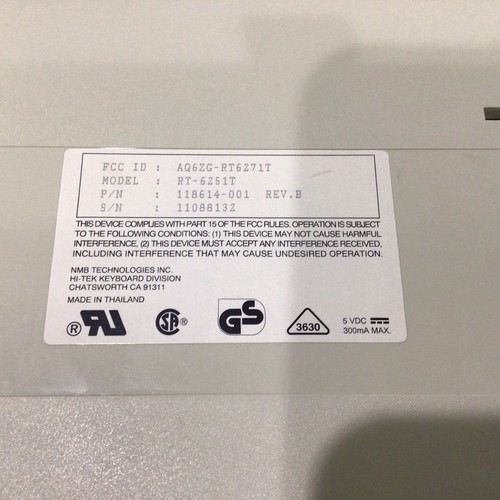 FCC ID : AQ6ZG-RT6Z71T
MODEL : RT-6Z51T
P/N : 118614-001 REV.B
S/N : 11088132
THIS DEVICE COMPLIES WITH PART 15 OF THE FCC RULES. OPERATION IS SUBJECT
TO THE FOLLOWING CONDITIONS: (1) THIS DEVICE MAY NOT CAUSE HARMFUL
INTERFERENCE, (2) THIS DEVICE MUST ACCEPT ANY INTERFERENCE RECEIVED,
INCLUDING INTERFERENCE THAT MAY CAUSE UNDESIRED OPERATION.
NMB TECHNOLOGIES INC.
HI-TEK KEYBOARD DIVISION
CHATSWORTH CA 91311
MADE IN THAILAND
® UR SA ® GS 3630 5 VDC
300mA MAX.